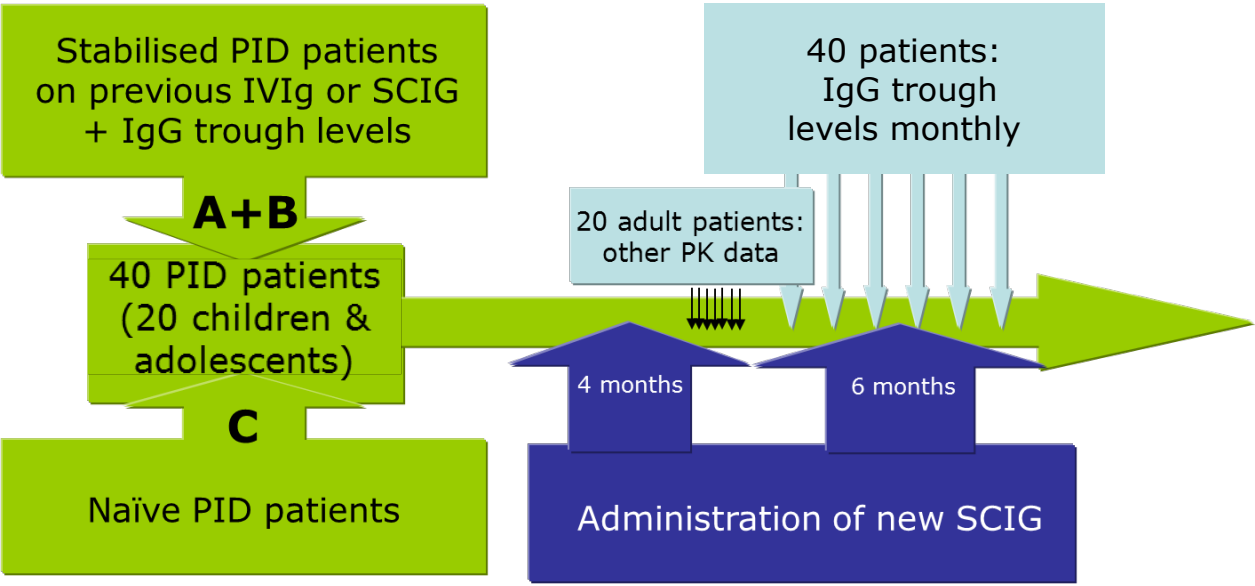 Stabilised PID patients
on previous IVIg or SCIG
+ IgG trough levels
A+B
40 PID patients
(20 children &
adolescents)
C
Naïve PID patients
40 patients:
IgG trough
levels monthly
20 adult patients:
other PK data
4 months
6 months
Administration of new SCIG